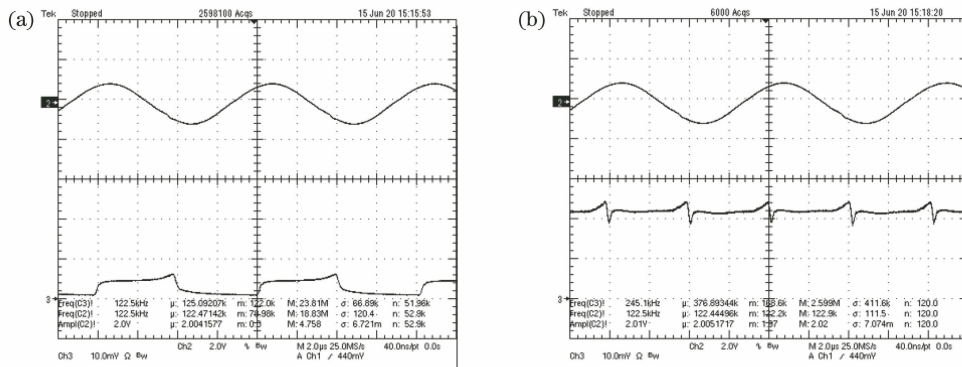 (a)
Tek Stopped 2598100 Acqs 15 Jun 20 15:15:53
2
3
Freq(C3)! 122.5kHz µ: 125.09207k m: 122.0k M: 23.81M σ: 66.89k n: 51.96k
Freq(C2)! 122.5kHz µ: 122.47142k m: 78.98k M: 18.83M σ: 120.4- n: 52.9k
Ampl(C2)! 2.0V µ: 2.0041577 M: 4.758 σ: 6.721m n: 52.9k
Ch2 2.0V % Bw M 2.0µs 25.0MS/s 40.0ns/pt 0.0s
Ch3 10.0mV Ω Bw A Ch1 / 440mV
(b)
Tek Stopped 6000 Acqs 15 Jun 20 15:18:20
2
3
Freq(C3)! 245.1kHz µ: 376.89344k M: 2.599M σ: 411.6k n: 120.0
Freq(C2)! 122.5kHz µ: 122.44496k m: 122.2k M: 122.9k σ: 111.5- n: 120.0
Ampl(C2)! 2.01V µ: 2.0051717 m: 1.97 M: 2.02 σ: 7.074m n: 120.0
Ch2 2.0V % Bw M 2.0µs 25.0MS/s 40.0ns/pt 0.0s
Ch3 10.0mV Ω Bw A Ch1 / 440mV